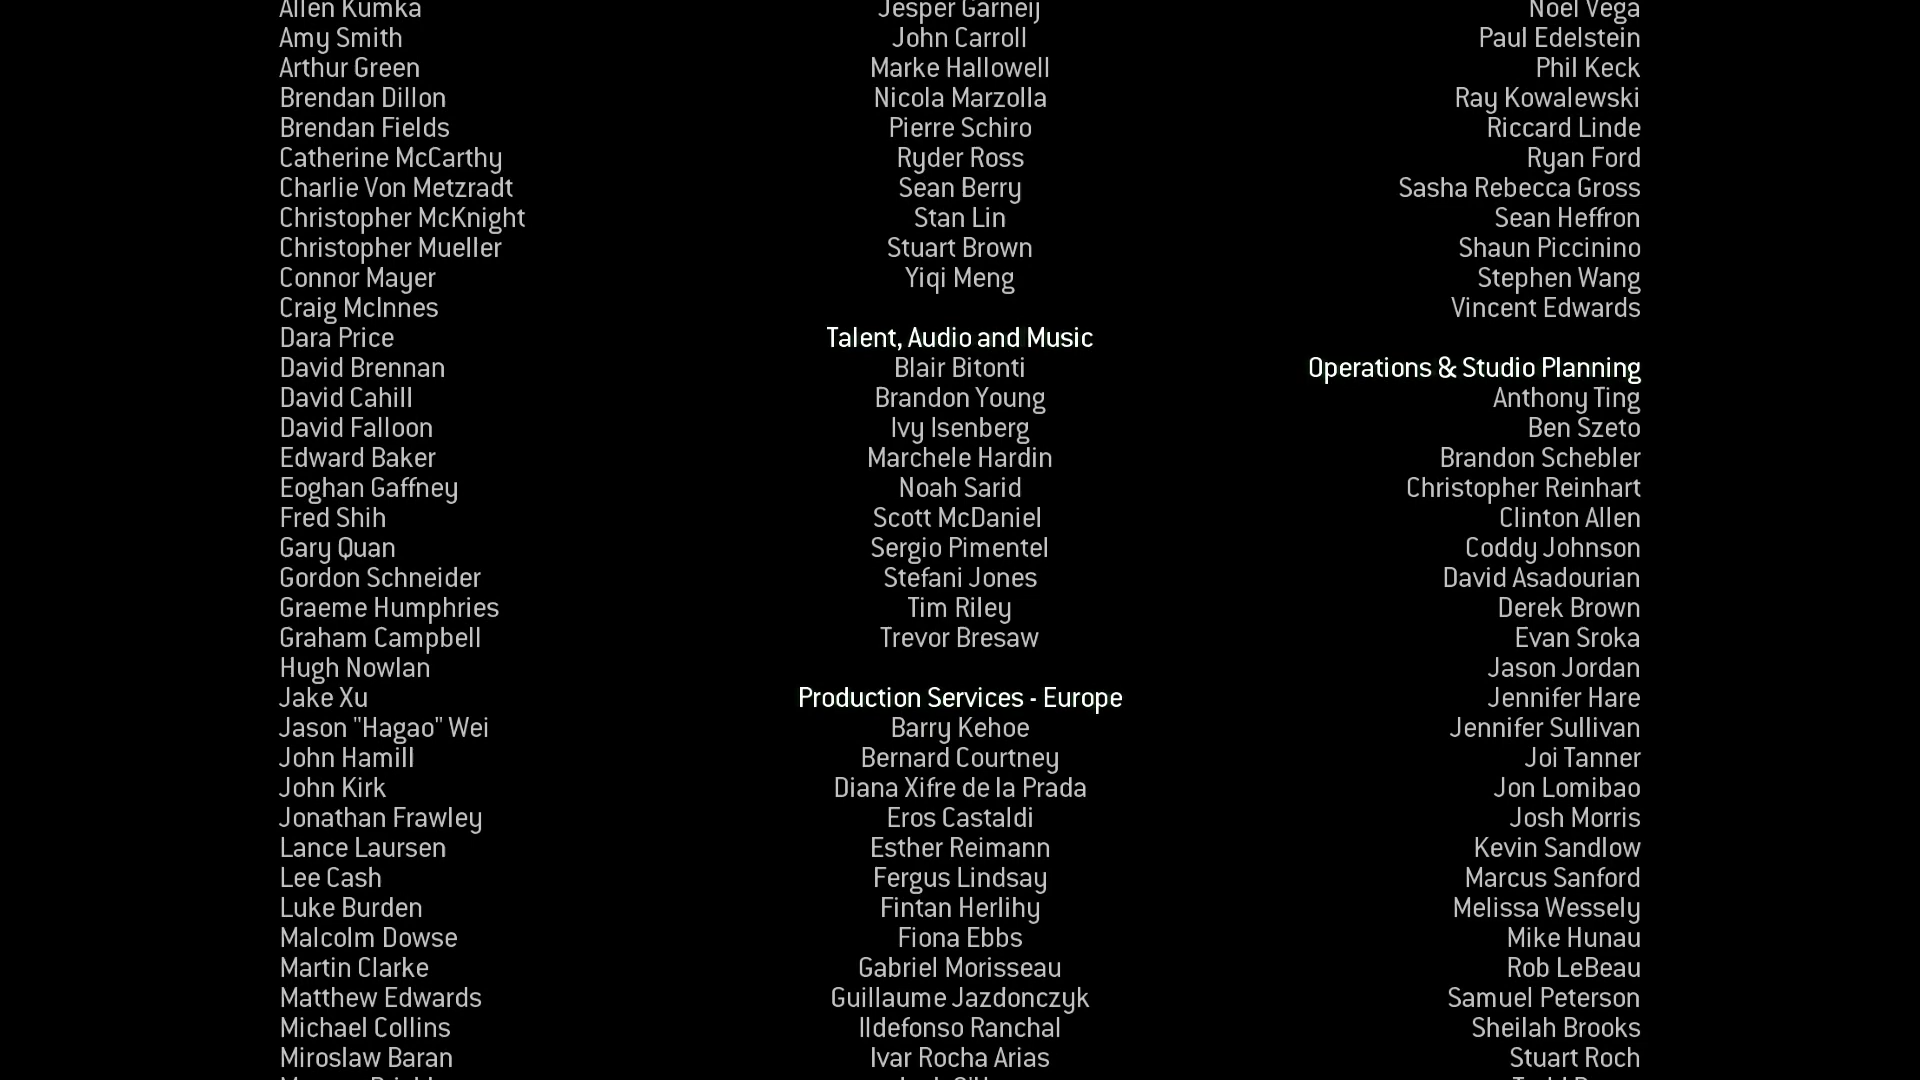 Allen Kumka
Amy Smith
Arthur Green
Brendan Dillon
Brendan Fields
Catherine McCarthy
Charlie Von Metzradt
Christopher McKnight
Christopher Mueller
Connor Mayer
Craig McInnes
Dara Price
David Brennan
David Cahill
David Falloon
Edward Baker
Eoghan Gaffney
Fred Shih
Gary Quan
Gordon Schneider
Graeme Humphries
Graham Campbell
Hugh Nowlan
Jake Xu
Jason "Hagao" Wei
John Hamill
John Kirk
Jonathan Frawley
Lance Laursen
Lee Cash
Luke Burden
Malcolm Dowse
Martin Clarke
Matthew Edwards
Michael Collins
Miroslaw Baran
Jesper Garneij
John Carroll
Marke Hallowell
Nicola Marzolla
Pierre Schiro
Ryder Ross
Sean Berry
Stan Lin
Stuart Brown
Yiqi Meng
Talent, Audio and Music
Blair Bitonti
Brandon Young
Ivy Isenberg
Marchele Hardin
Noah Sarid
Scott McDaniel
Sergio Pimentel
Stefani Jones
Tim Riley
Trevor Bresaw
Production Services - Europe
Barry Kehoe
Bernard Courtney
Diana Xifre de la Prada
Eros Castaldi
Esther Reimann
Fergus Lindsay
Fintan Herlihy
Fiona Ebbs
Gabriel Morisseau
Guillaume Jazdonczyk
Ildefonso Ranchal
Ivar Rocha Arias
Noel Vega
Paul Edelstein
Phil Keck
Ray Kowalewski
Riccard Linde
Ryan Ford
Sasha Rebecca Gross
Sean Heffron
Shaun Piccinino
Stephen Wang
Vincent Edwards
Operations & Studio Planning
Anthony Ting
Ben Szeto
Brandon Schebler
Christopher Reinhart
Clinton Allen
Coddy Johnson
David Asadourian
Derek Brown
Evan Sroka
Jason Jordan
Jennifer Hare
Jennifer Sullivan
Joi Tanner
Jon Lomibao
Josh Morris
Kevin Sandlow
Marcus Sanford
Melissa Wessely
Mike Hunau
Rob LeBeau
Samuel Peterson
Sheilah Brooks
Stuart Roch